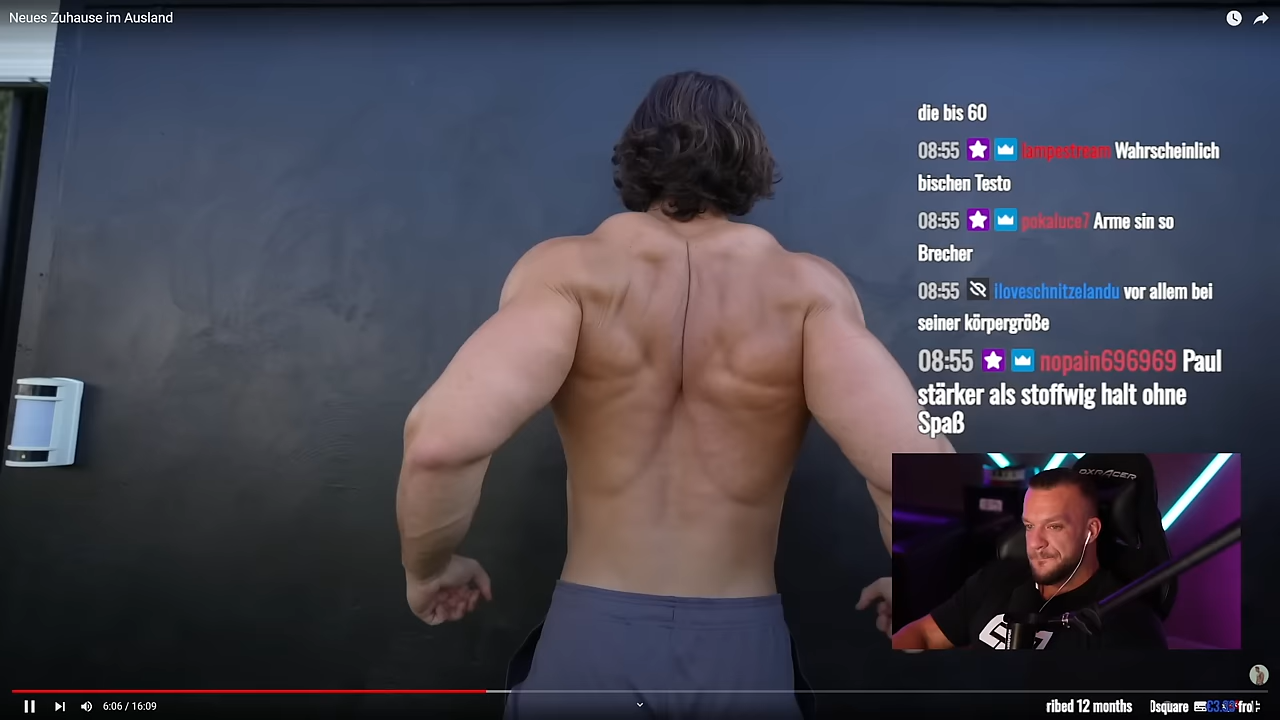 Neues Zuhause im Ausland
die bis 60
08:55 lampestream Wahrscheinlich
bischen Testo
08:55 pokaluce7 Arme sin so
Brecher
08:55 iloveschnitzelandu vor allem bei
seiner körpergröße
08:55 nopain696969 Paul
stärker als stoffwig halt ohne
Spaß
DXRACER
6:06 / 16:09
ribed 12 months